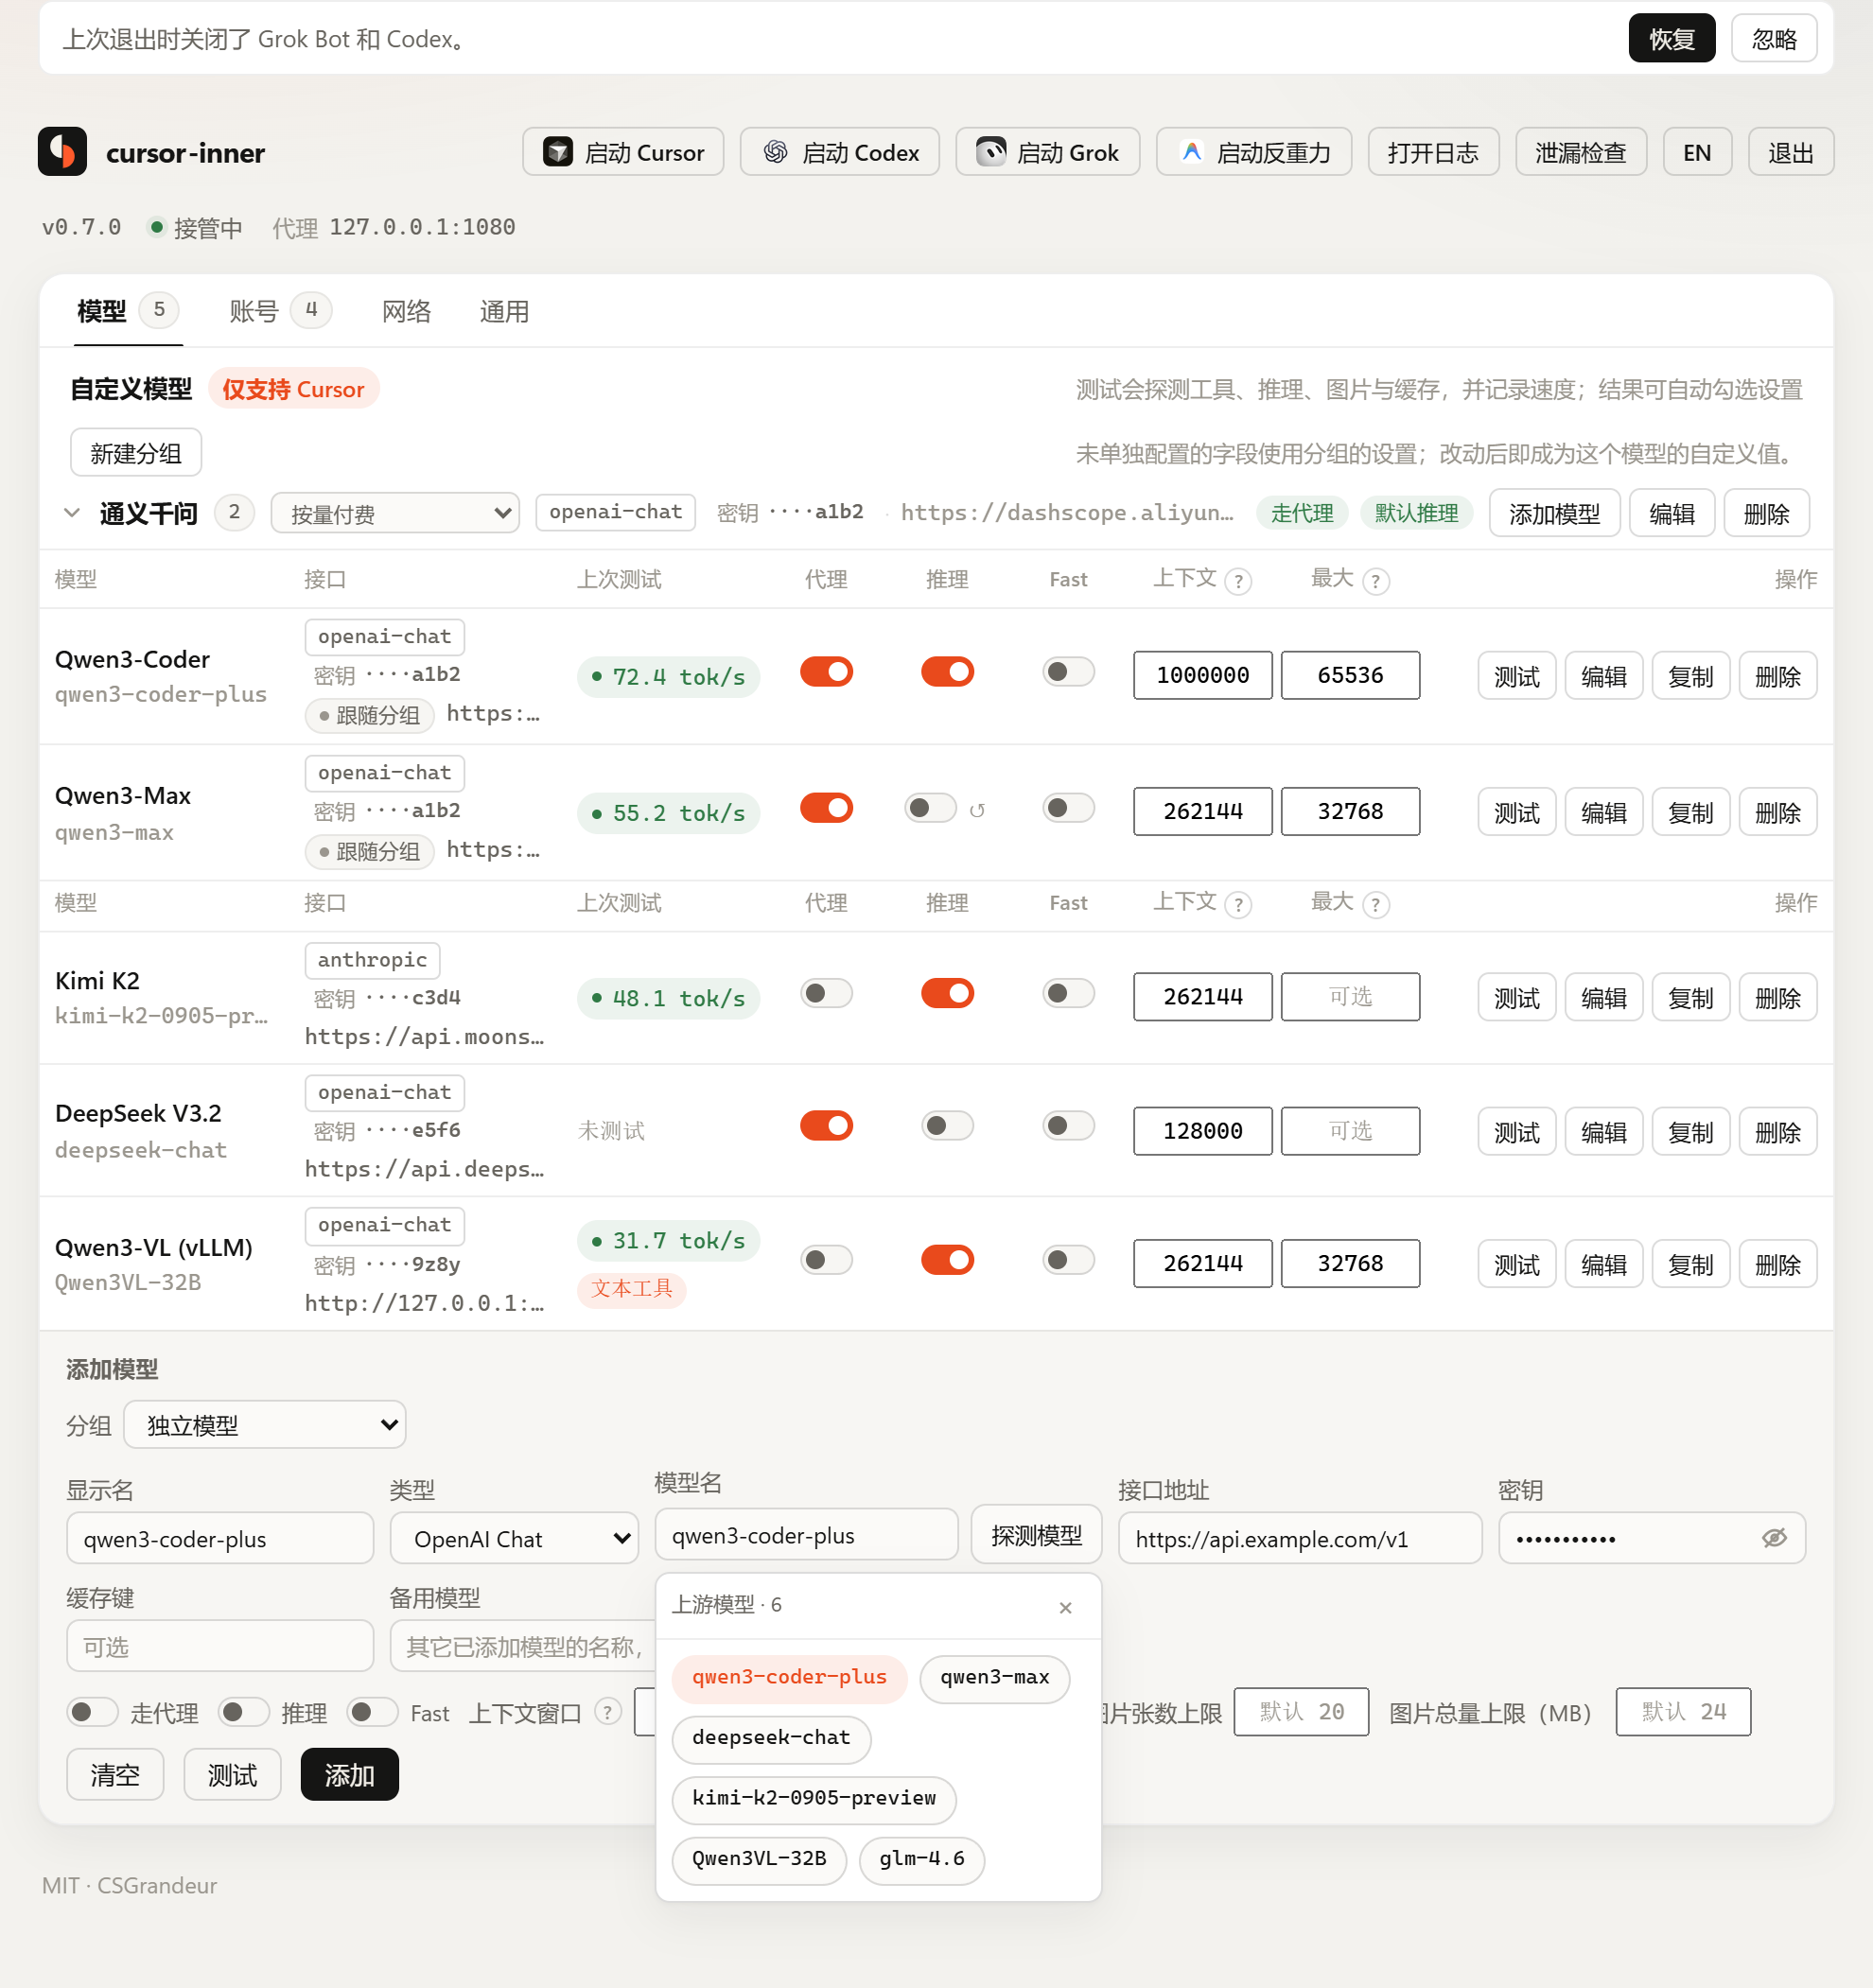 上次退出时关闭了 Grok Bot 和 Codex。 恢复 忽略
cursor-inner 启动 Cursor 启动 Codex 启动 Grok 启动反重力 打开日志 泄漏检查 EN 退出
v0.7.0 接管中 代理 127.0.0.1:1080
模型 5 账号 4 网络 通用
自定义模型 仅支持 Cursor 测试会探测工具、推理、图片与缓存，并记录速度；结果可自动勾选设置
新建分组 未单独配置的字段使用分组的设置；改动后即成为这个模型的自定义值。
通义千问 2 按量付费 openai-chat 密钥 ····a1b2 · https://dashscope.aliyun… 走代理 默认推理 添加模型 编辑 删除
模型 接口 上次测试 代理 推理 Fast 上下文 ? 最大 ? 操作
openai-chat
Qwen3-Coder 密钥 ····a1b2 72.4 tok/s 1000000 65536 测试 编辑 复制 删除
qwen3-coder-plus
跟随分组 https:…
openai-chat
Qwen3-Max 密钥 ····a1b2 55.2 tok/s 262144 32768 测试 编辑 复制 删除
qwen3-max
跟随分组 https:…
模型 接口 上次测试 代理 推理 Fast 上下文 ? 最大 ? 操作
anthropic
Kimi K2 密钥 ····c3d4 48.1 tok/s 262144 可选 测试 编辑 复制 删除
kimi-k2-0905-pr…
https://api.moons…
openai-chat
DeepSeek V3.2 密钥 ····e5f6 未测试 128000 可选 测试 编辑 复制 删除
deepseek-chat
https://api.deeps…
openai-chat
Qwen3-VL (vLLM) 密钥 ····9z8y 31.7 tok/s 262144 32768 测试 编辑 复制 删除
Qwen3VL-32B 文本工具
http://127.0.0.1:…
添加模型
分组 独立模型
显示名 类型 模型名 接口地址 密钥
qwen3-coder-plus OpenAI Chat qwen3-coder-plus 探测模型 https://api.example.com/v1 •••••••••••
缓存键 备用模型 上游模型 · 6 ×
可选 其它已添加模型的名称，
qwen3-coder-plus qwen3-max
走代理 推理 Fast 上下文窗口 ? 片张数上限 默认 20 图片总量上限（MB） 默认 24
deepseek-chat
清空 测试 添加
kimi-k2-0905-preview
Qwen3VL-32B glm-4.6
MIT · CSGrandeur